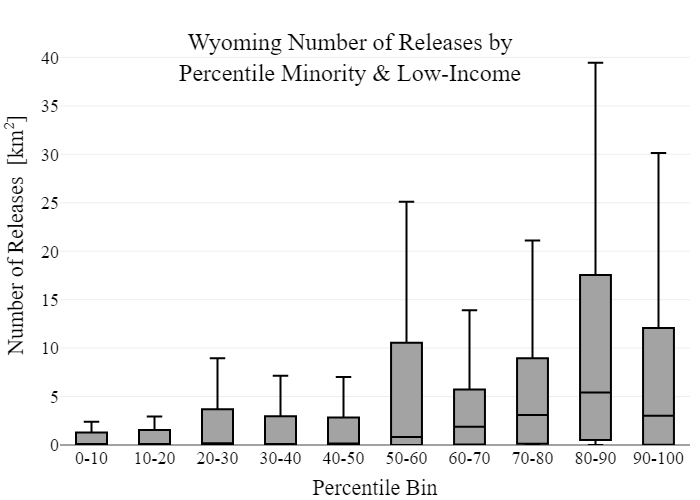 Wyoming Number of Releases by
Percentile Minority & Low-Income
Number of Releases [km²]
40
35
30
25
20
15
10
5
0
0-10 10-20 20-30 30-40 40-50 50-60 60-70 70-80 80-90 90-100
Percentile Bin